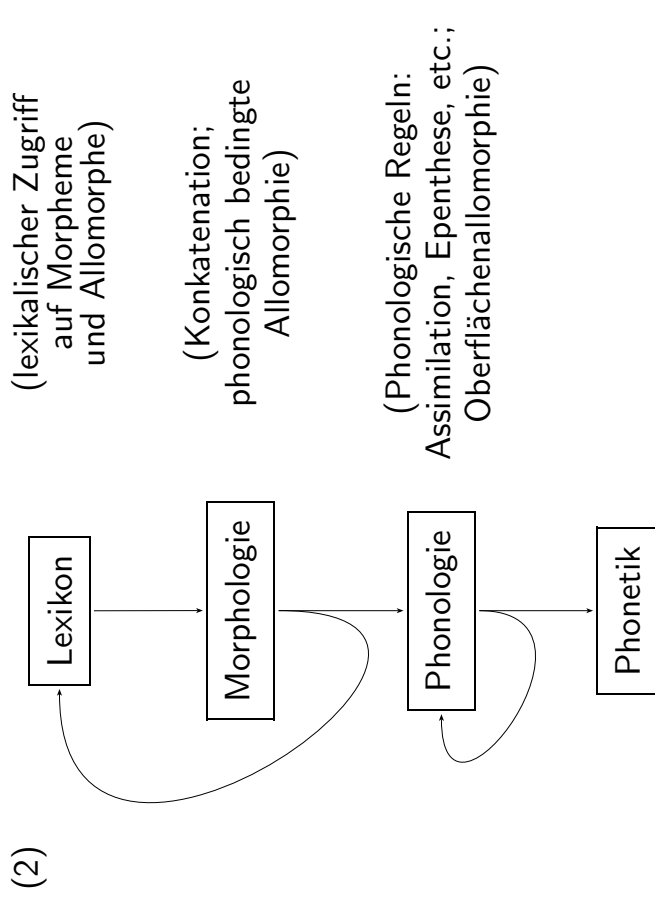 (2)
Lexikon
(lexikalischer Zugriff
auf Morpheme
und Allomorphe)
Morphologie
(Konkatenation;
phonologisch bedingte
Allomorphie)
Phonologie
(Phonologische Regeln:
Assimilation, Epenthese, etc.;
Oberflächenallomorphie)
Phonetik